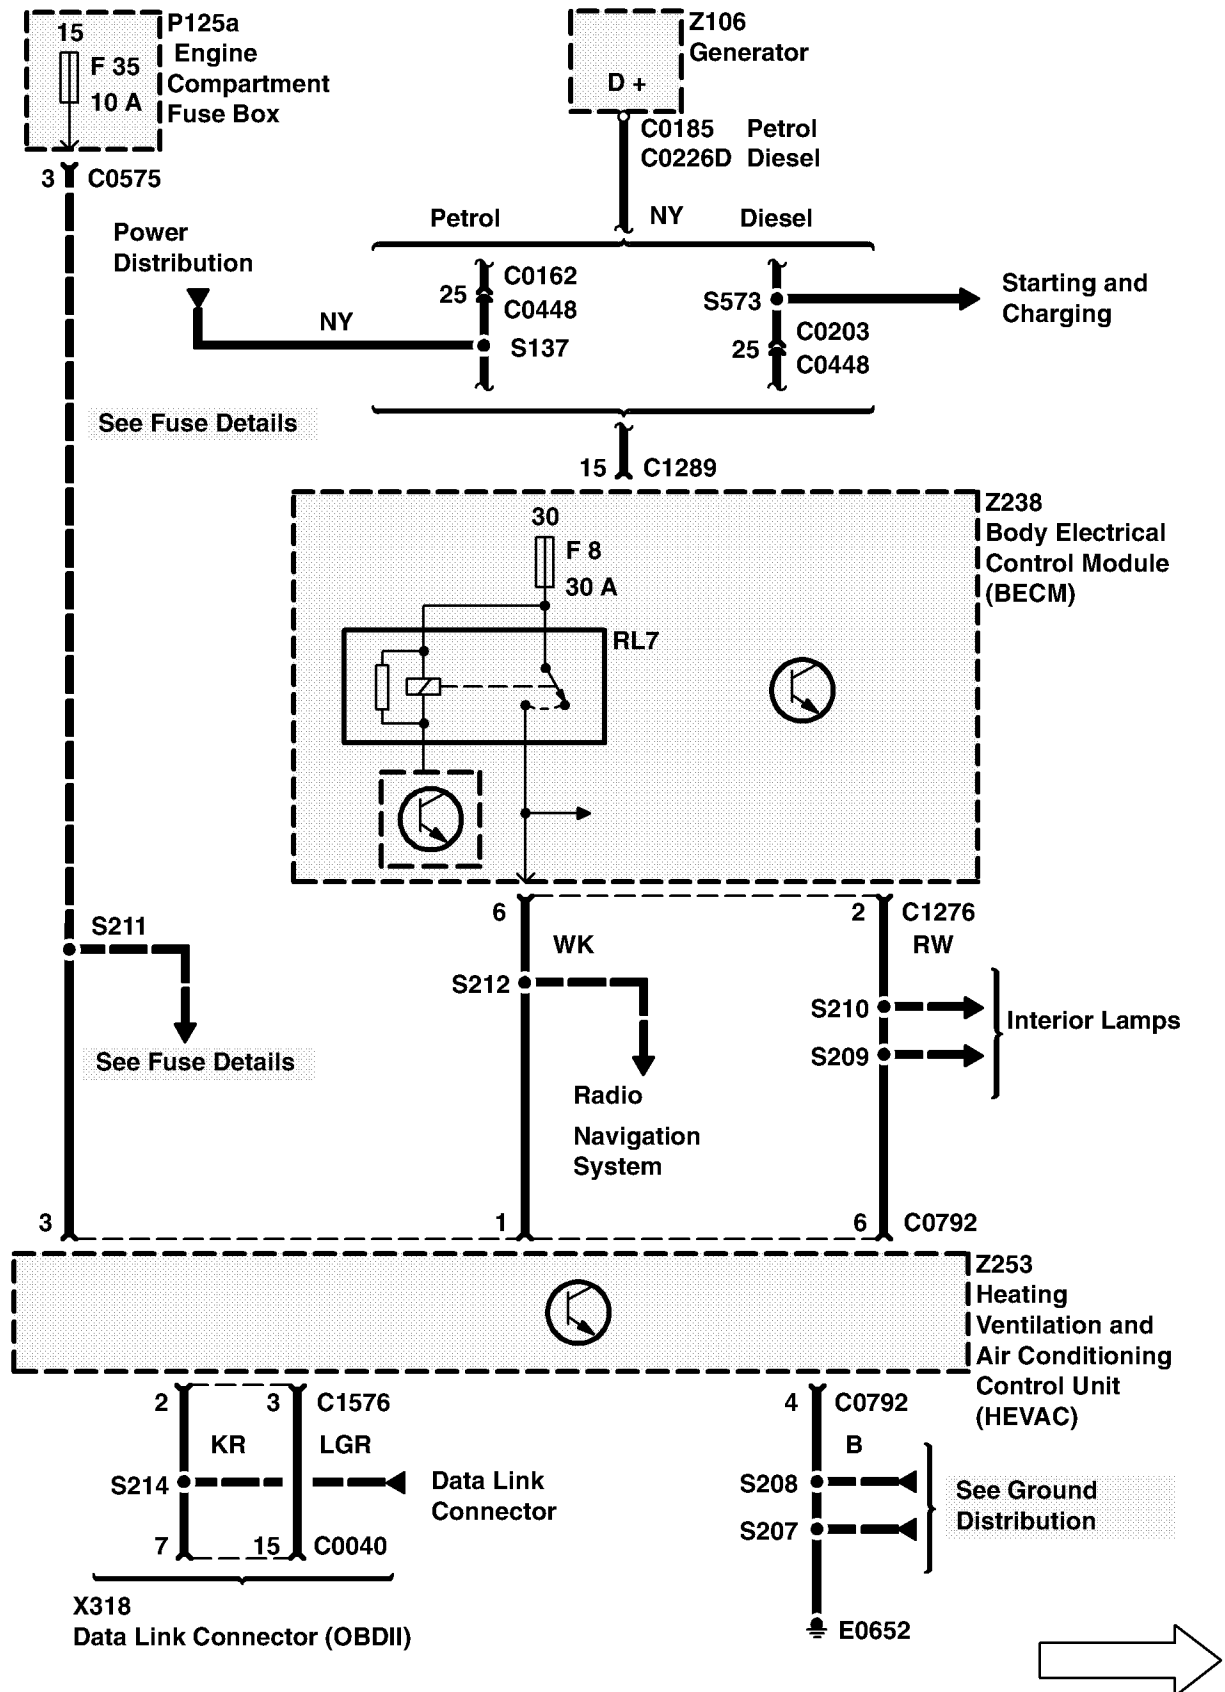 15
F 35
10 A
P125a
Engine
Compartment
Fuse Box
Z106
Generator
D +
C0185 Petrol
C0226D Diesel
3 C0575
Petrol
NY
Diesel
Power
Distribution
C0162
25
C0448
NY
S137
S573
C0203
25
C0448
Starting and
Charging
See Fuse Details
15 C1289
Z238
Body Electrical
Control Module
(BECM)
30
F 8
30 A
RL7
S211
See Fuse Details
6
WK
S212
Radio
Navigation
System
2 C1276
RW
S210
S209
Interior Lamps
3
1
6 C0792
Z253
Heating
Ventilation and
Air Conditioning
Control Unit
(HEVAC)
2
3 C1576
KR
LGR
S214
Data Link
Connector
7
15 C0040
X318
Data Link Connector (OBDII)
4 C0792
B
S208
S207
See Ground
Distribution
E0652